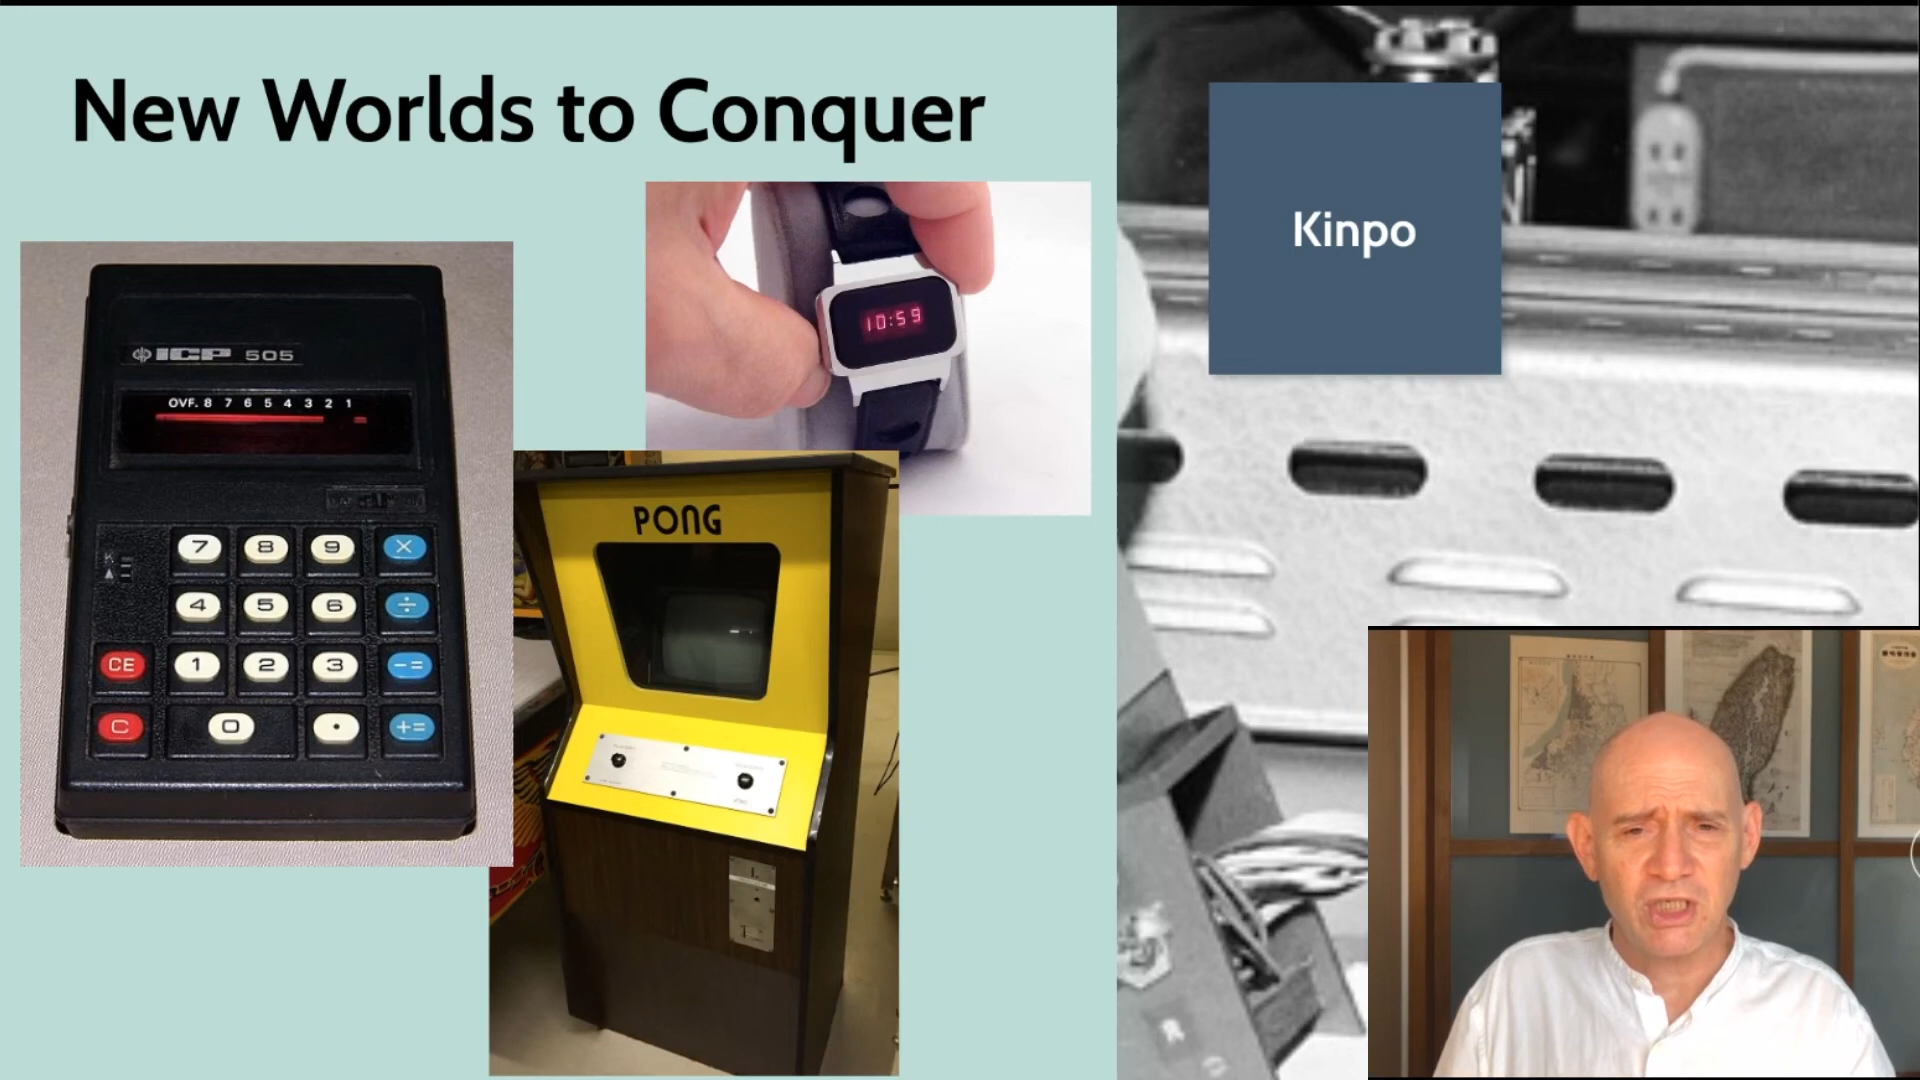 New Worlds to Conquer
Kinpo
ICP 505
OVF. 8 7 6 5 4 3 2 1
K
7 8 9 X
4 5 6 ÷
CE 1 2 3 -=
C 0 . +=
10:59
PONG